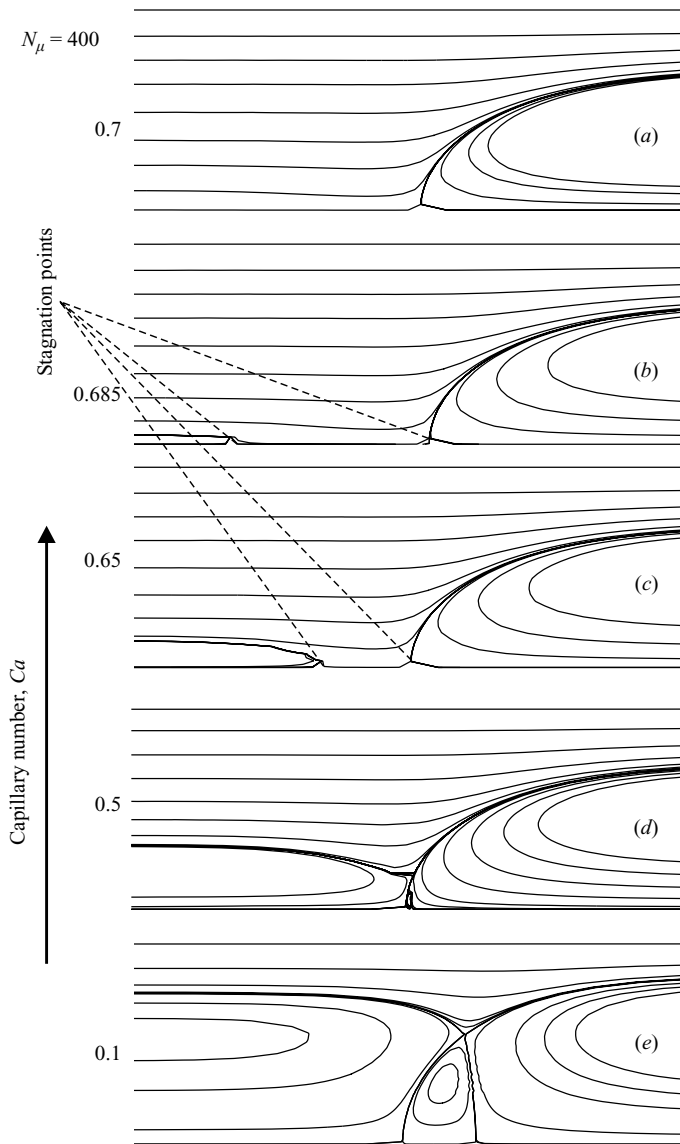 N_μ = 400
0.7
(a)
Stagnation points
(b)
0.685
0.65
(c)
Capillary number, Ca
0.5
(d)
0.1
(e)